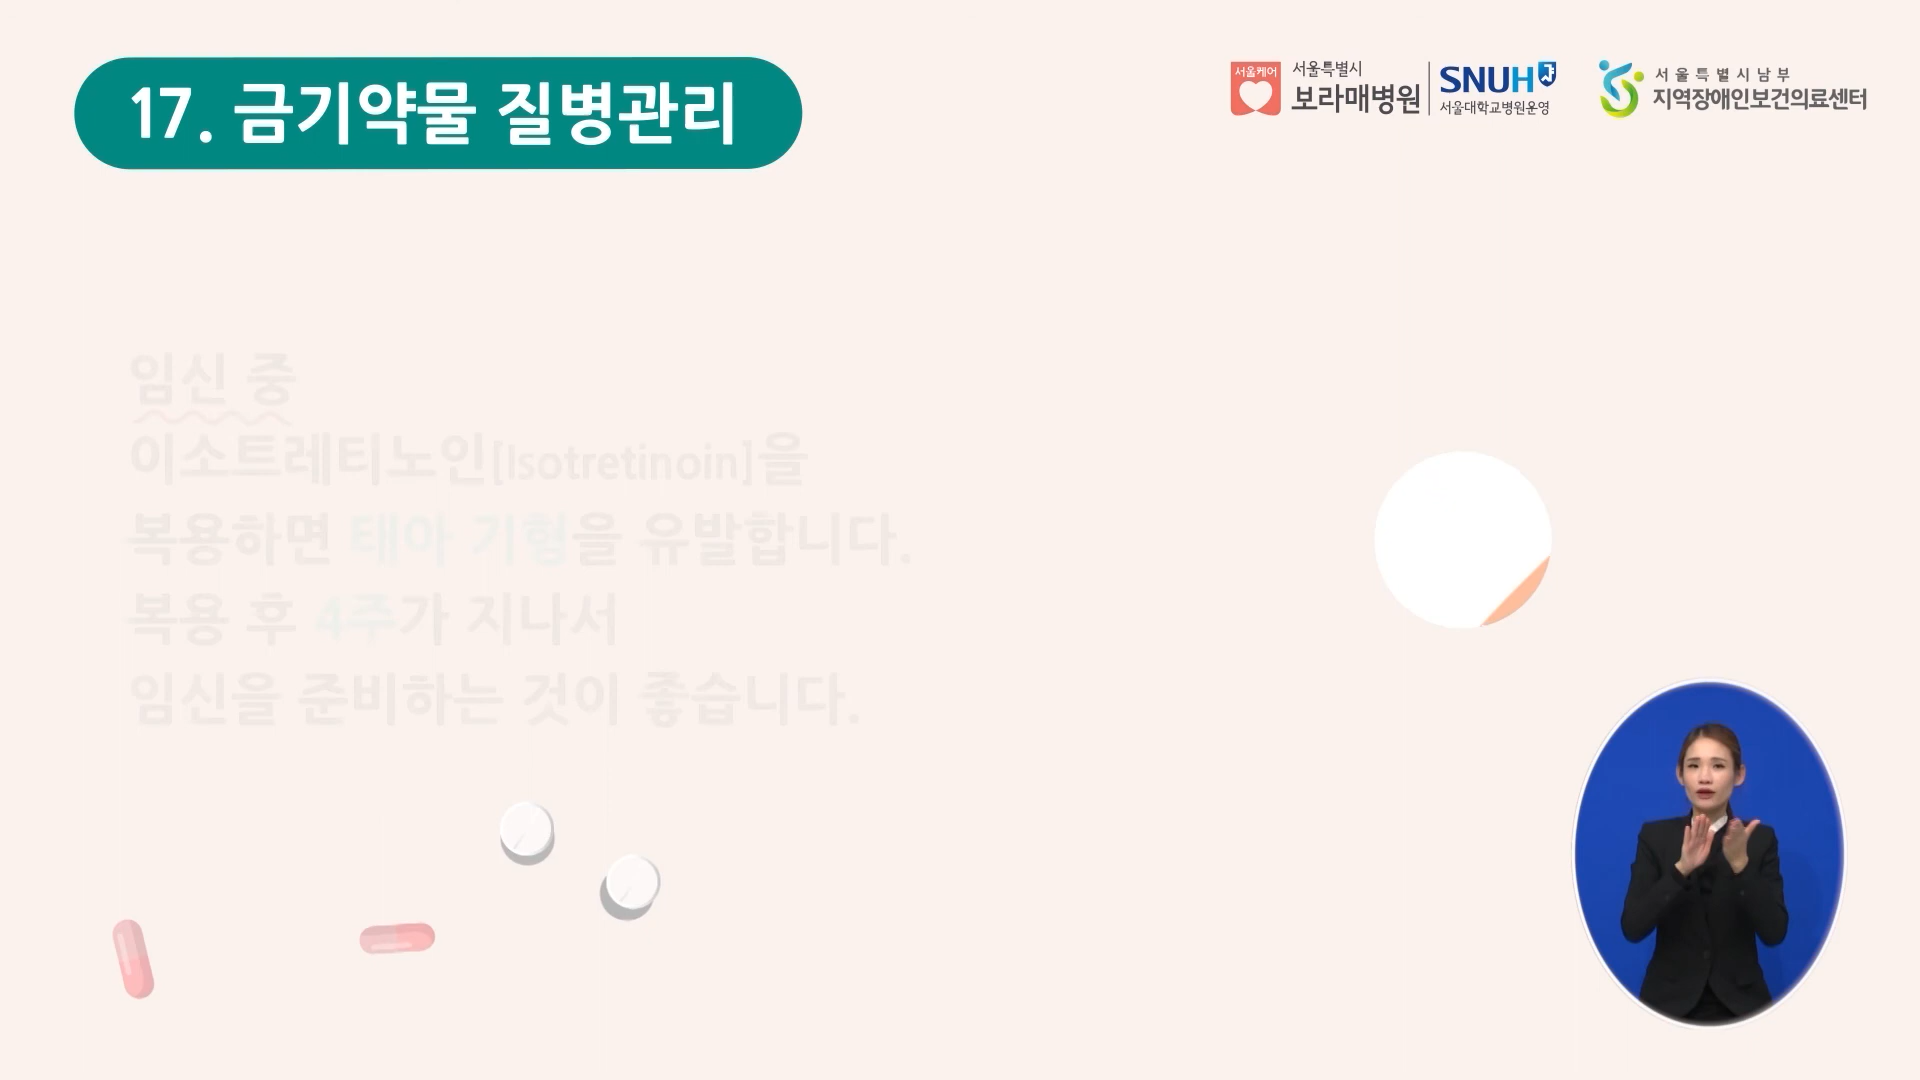 17. 금기약물 질병관리
서울케어
서울특별시
보라매병원
SNUH
서울대학교병원운영
서울특별시남부
지역장애인보건의료센터
임신 중
이소트레티노인[Isotretinoin]을
복용하면 태아 기형을 유발합니다.
복용 후 4주가 지나서
임신을 준비하는 것이 좋습니다.